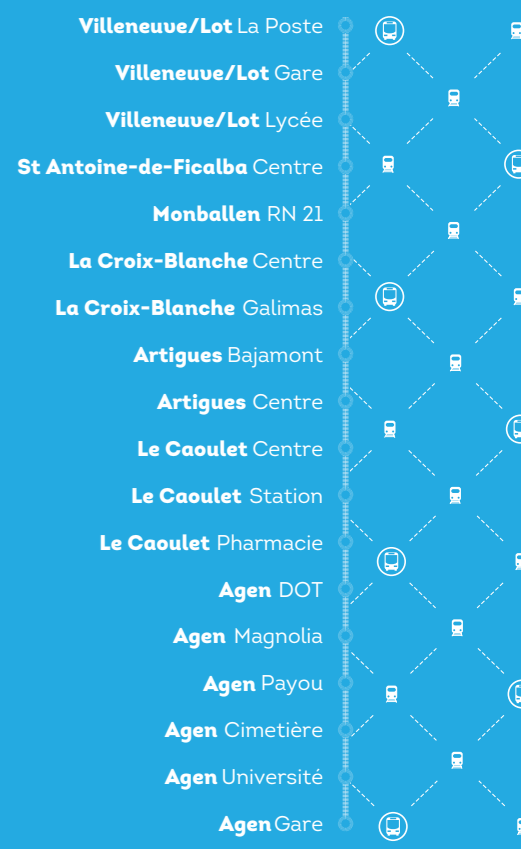 Villeneuve/Lot La Poste
Villeneuve/Lot Gare
Villeneuve/Lot Lycée
St Antoine-de-Ficalba Centre
Monballen RN 21
La Croix-Blanche Centre
La Croix-Blanche Galimas
Artigues Bajamont
Artigues Centre
Le Caoulet Centre
Le Caoulet Station
Le Caoulet Pharmacie
Agen DOT
Agen Magnolia
Agen Payou
Agen Cimetière
Agen Université
Agen Gare